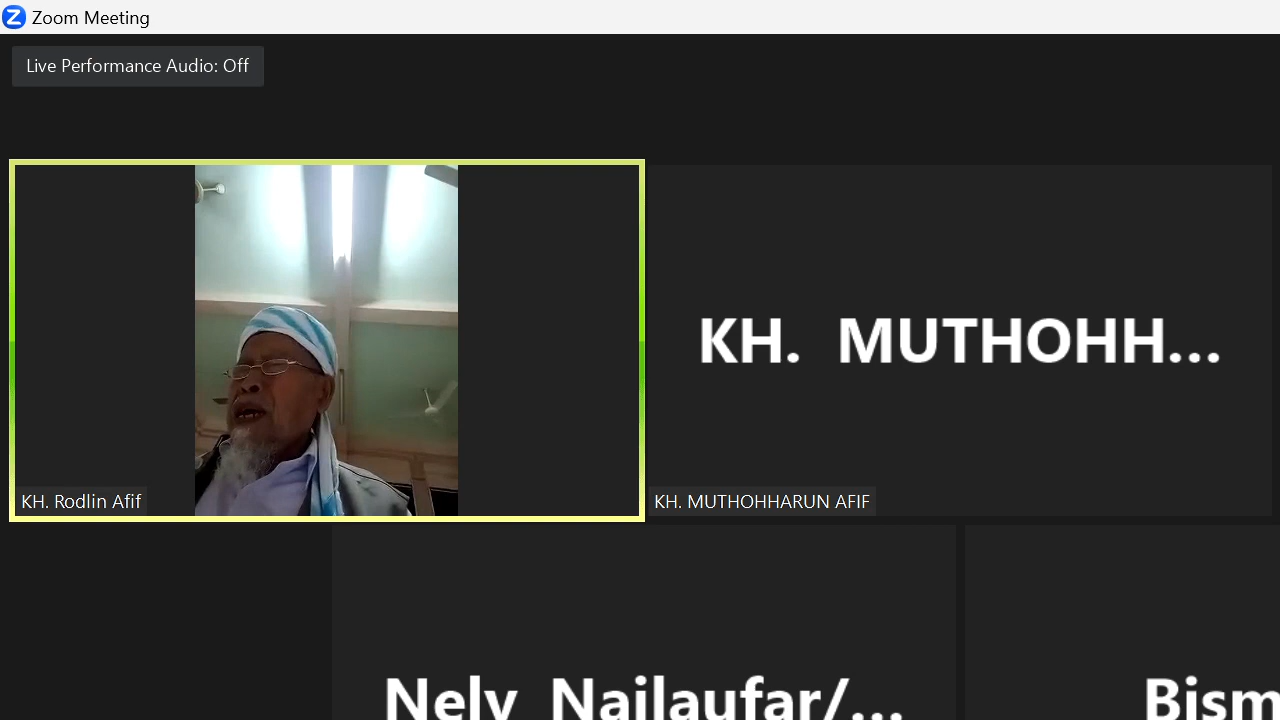 Zoom Meeting
Live Performance Audio: Off
KH. MUTHOHH...
KH. Rodlin Afif
KH. MUTHOHHARUN AFIF
Nely Nailaufar/...
Bism